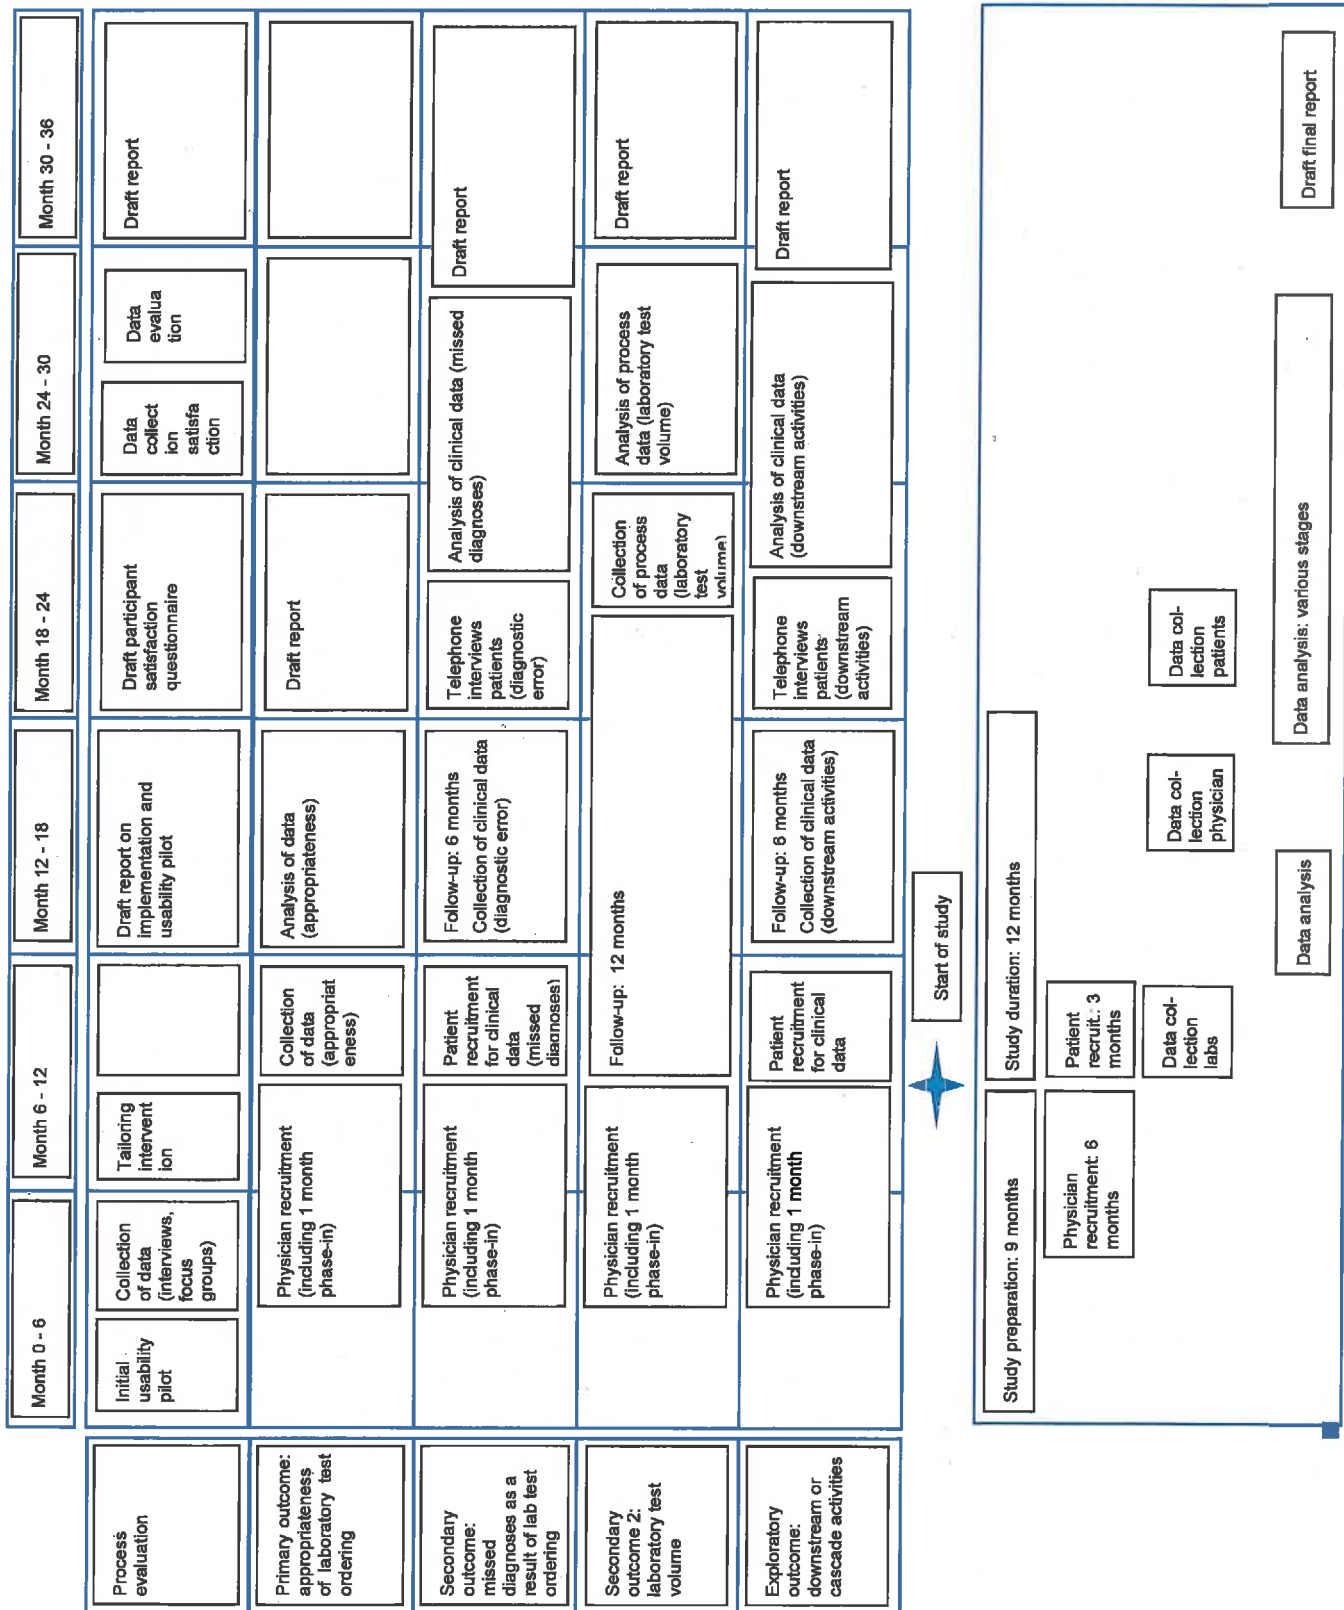 Month 0 - 6
Month 6 - 12
Month 12 - 18
Month 18 - 24
Month 24 - 30
Month 30 - 36
Process
evaluation
Initial
usability
pilot
Collection
of data
(interviews,
focus
groups)
Tailoring
intervent
ion
Draft report on
implementation and
usability pilot
Draft participant
satisfaction
questionnaire
Data
collect
ion
satisfa
ction
Data
evalua
tion
Draft report
Primary outcome:
appropriateness
of laboratory test
ordering
Physician recruitment
(including 1 month
phase-in)
Collection
of data
(appropriat
eness)
Analysis of data
(appropriateness)
Draft report
Secondary
outcome:
missed
diagnoses as a
result of lab test
ordering
Physician recruitment
(including 1 month
phase-in)
Patient
recruitment
for clinical
data
(missed
diagnoses)
Follow-up: 6 months
Collection of clinical data
(diagnostic error)
Telephone
interviews
patients
(diagnostic
error)
Analysis of clinical data (missed
diagnoses)
Draft report
Secondary
outcome 2:
laboratory test
volume
Physician recruitment
(including 1 month
phase-in)
Follow-up: 12 months
Collection
of process
data
(laboratory
test
volume)
Analysis of process
data (laboratory test
volume)
Draft report
Exploratory
outcome:
downstream or
cascade activities
Physician recruitment
(including 1 month
phase-in)
Patient
recruitment
for clinical
data
Follow-up: 6 months
Collection of clinical data
(downstream activities)
Telephone
interviews
patients
(downstream
activities)
Analysis of clinical data
(downstream activities)
Draft report
Start of study
Study preparation: 9 months
Study duration: 12 months
Physician
recruitment: 6
months
Patient
recruit.: 3
months
Data col-
lection
labs
Data col-
lection
physician
Data col-
lection
patients
Data analysis
Data analysis: various stages
Draft final report